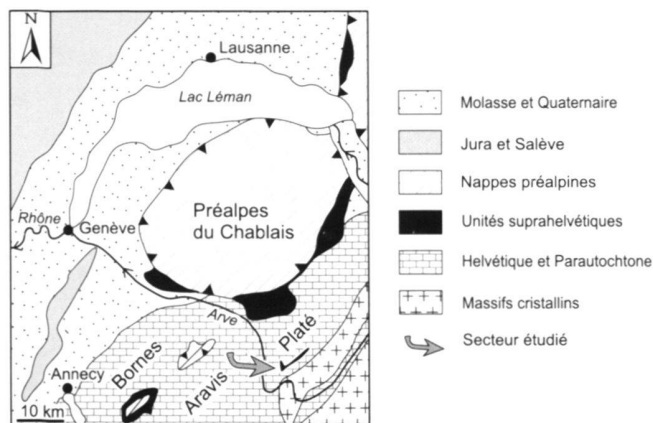 N
Lausanne
Lac Léman
Préalpes
du Chablais
Rhône
Genève
Arve
Platé
Bornes
Aravis
Annecy
10 km
Molasse et Quaternaire
Jura et Salève
Nappes préalpines
Unités suprahelvétiques
Helvétique et Parautochtone
Massifs cristallins
Secteur étudié